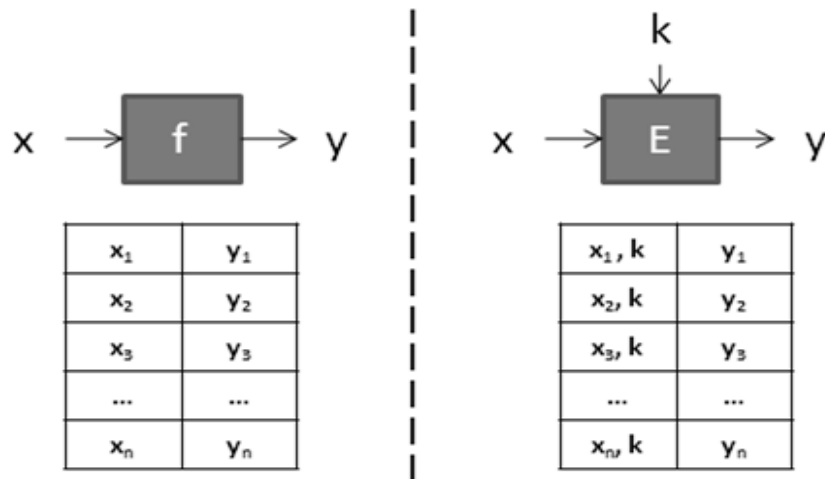 x f y
x₁ y₁
x₂ y₂
x₃ y₃
... ...
xₙ yₙ
k
x E y
x₁, k y₁
x₂, k y₂
x₃, k y₃
... ...
xₙ, k yₙ